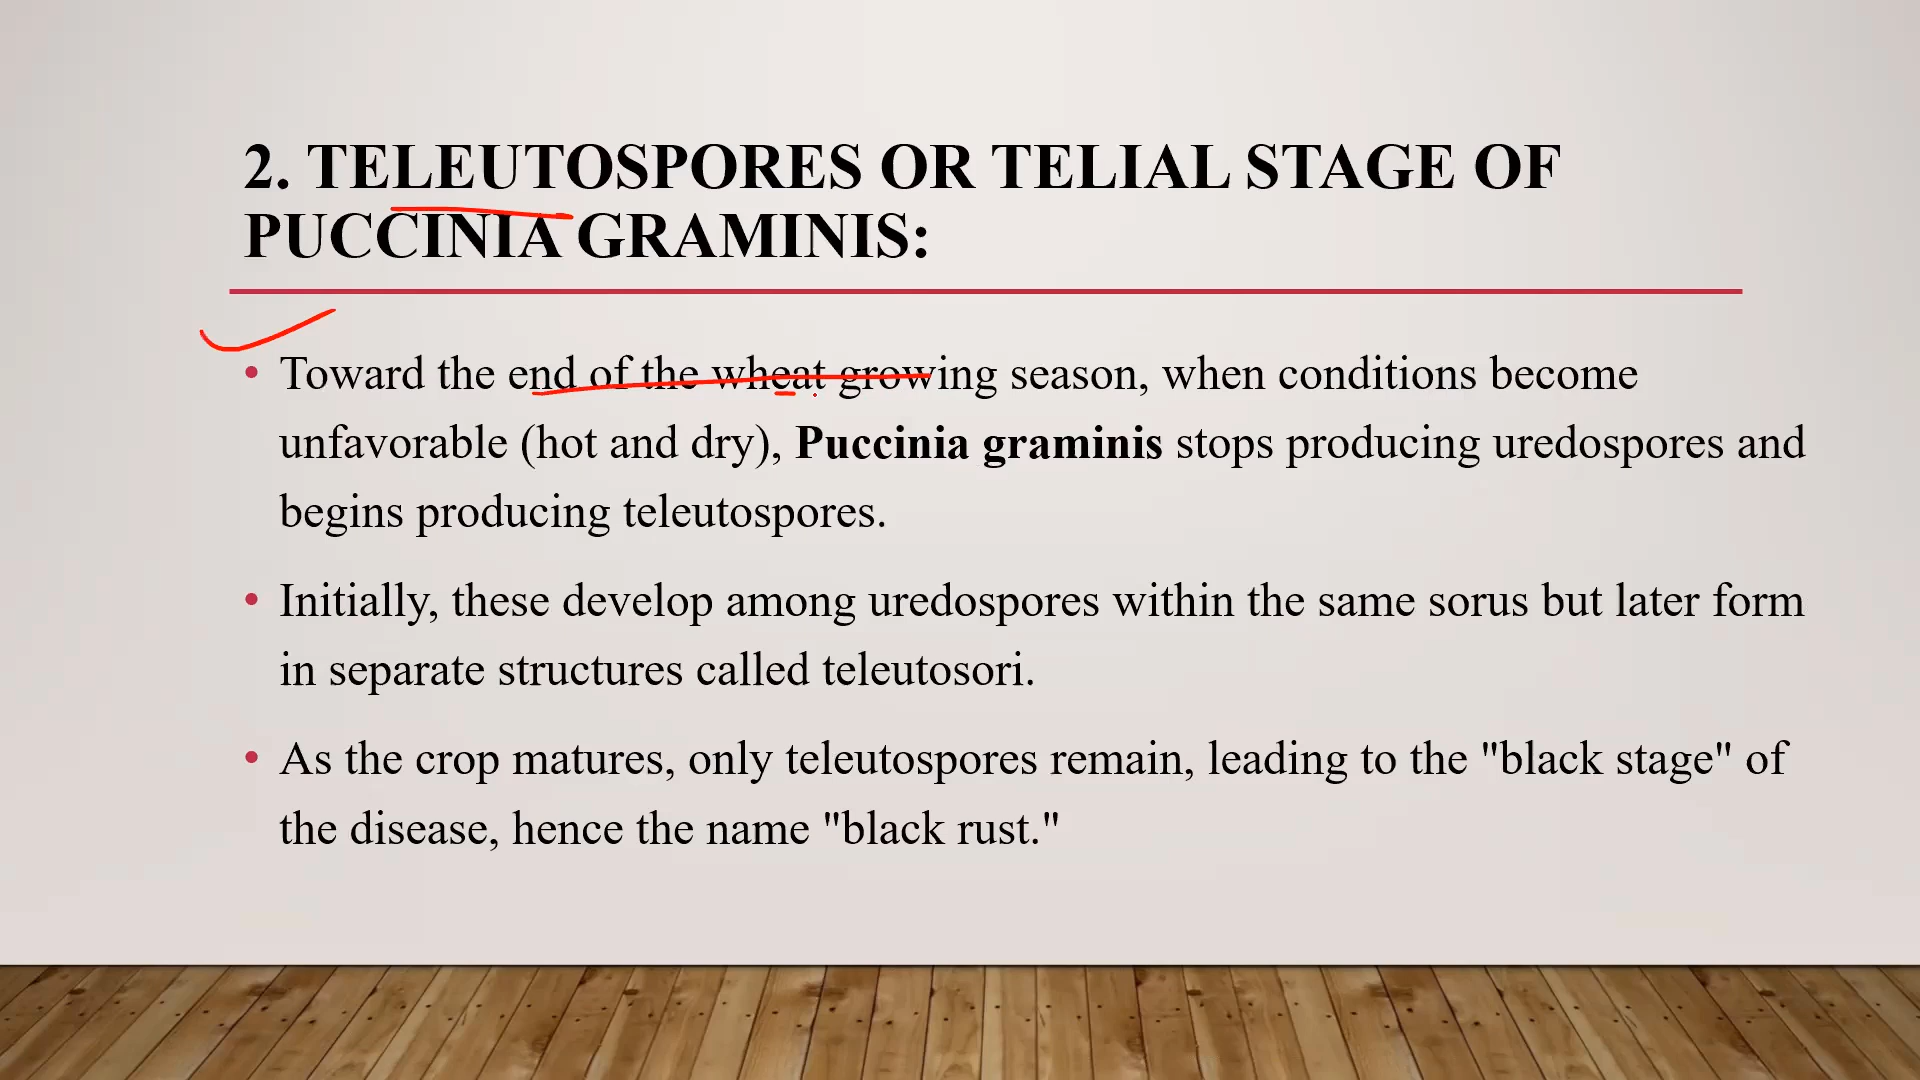 2. TELEUTOSPORES OR TELIAL STAGE OF
PUCCINIA GRAMINIS:
• Toward the end of the wheat growing season, when conditions become
unfavorable (hot and dry), Puccinia graminis stops producing uredospores and
begins producing teleutospores.
• Initially, these develop among uredospores within the same sorus but later form
in separate structures called teleutosori.
• As the crop matures, only teleutospores remain, leading to the "black stage" of
the disease, hence the name "black rust."